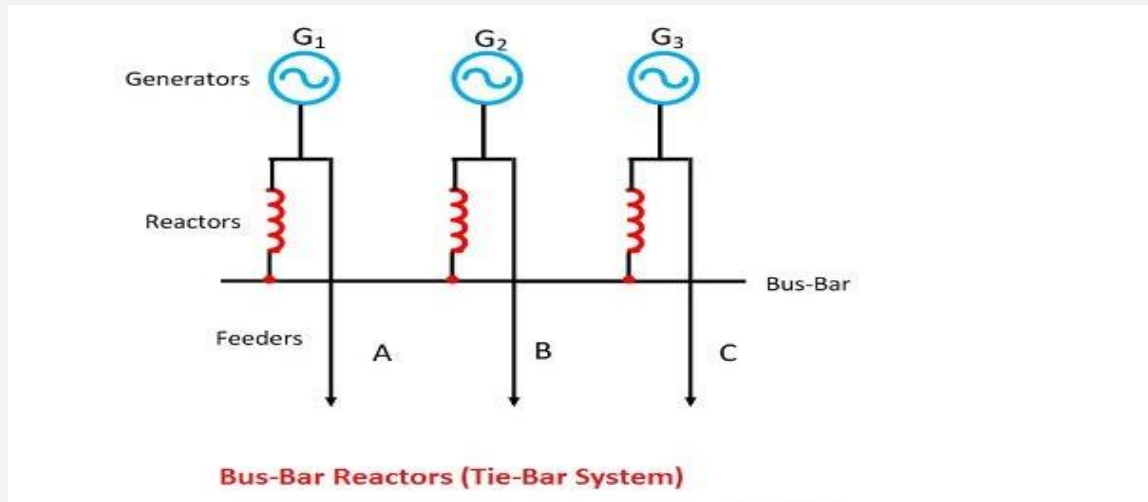 G₁ G₂ G₃
Generators
Reactors
Bus-Bar
Feeders
A B C
Bus-Bar Reactors (Tie-Bar System)